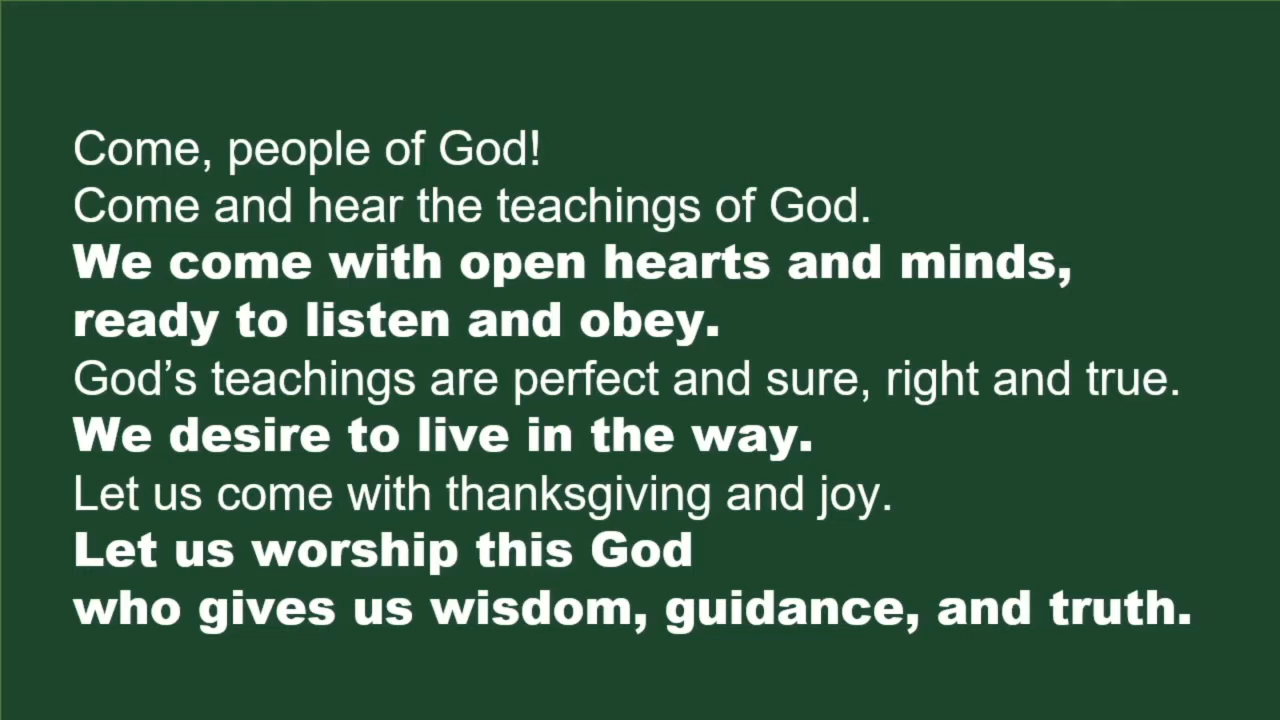 Come, people of God!
Come and hear the teachings of God.
We come with open hearts and minds,
ready to listen and obey.
God’s teachings are perfect and sure, right and true.
We desire to live in the way.
Let us come with thanksgiving and joy.
Let us worship this God
who gives us wisdom, guidance, and truth.